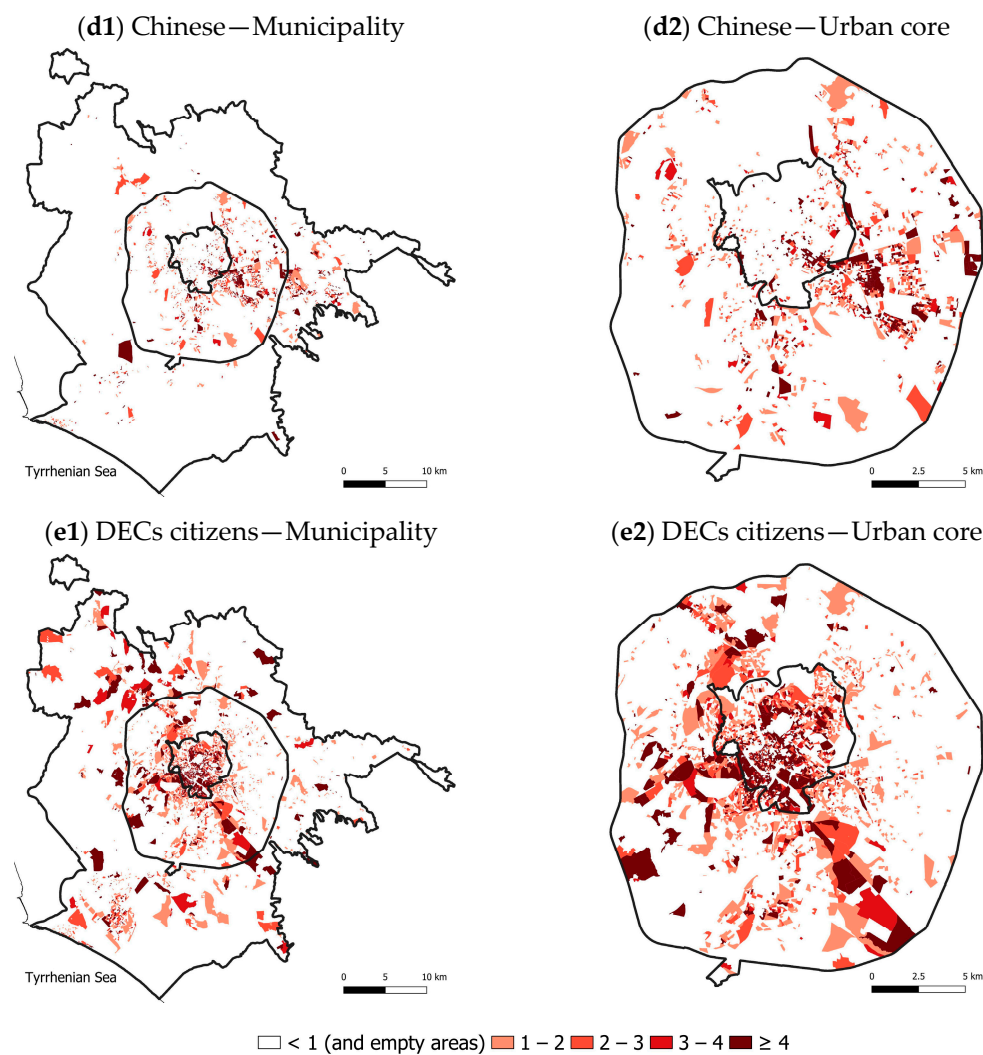 (d1) Chinese—Municipality
(d2) Chinese—Urban core
Tyrrhenian Sea
0 5 10 km
0 2.5 5 km
(e1) DECs citizens—Municipality
(e2) DECs citizens—Urban core
Tyrrhenian Sea
0 5 10 km
0 2.5 5 km
< 1 (and empty areas) 1 – 2 2 – 3 3 – 4 ≥ 4